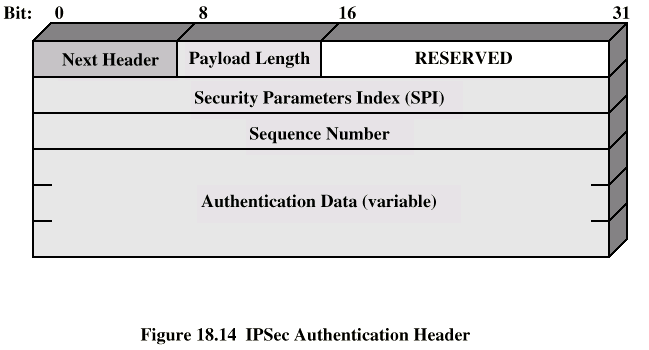 Bit: 0 8 16 31
Next Header Payload Length RESERVED
Security Parameters Index (SPI)
Sequence Number
Authentication Data (variable)
Figure 18.14 IPSec Authentication Header